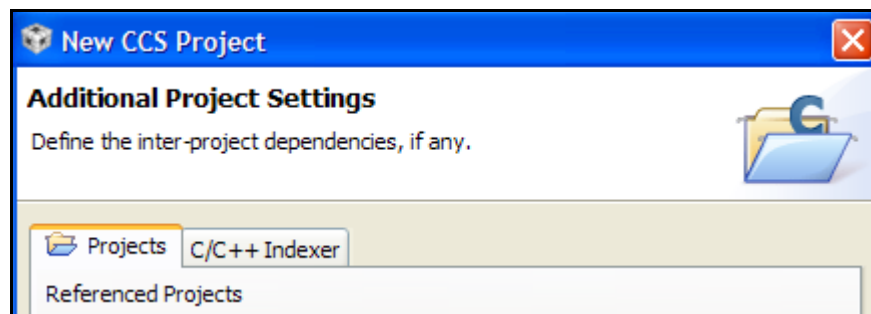 New CCS Project
Additional Project Settings
Define the inter-project dependencies, if any.
Projects C/C++ Indexer
Referenced Projects